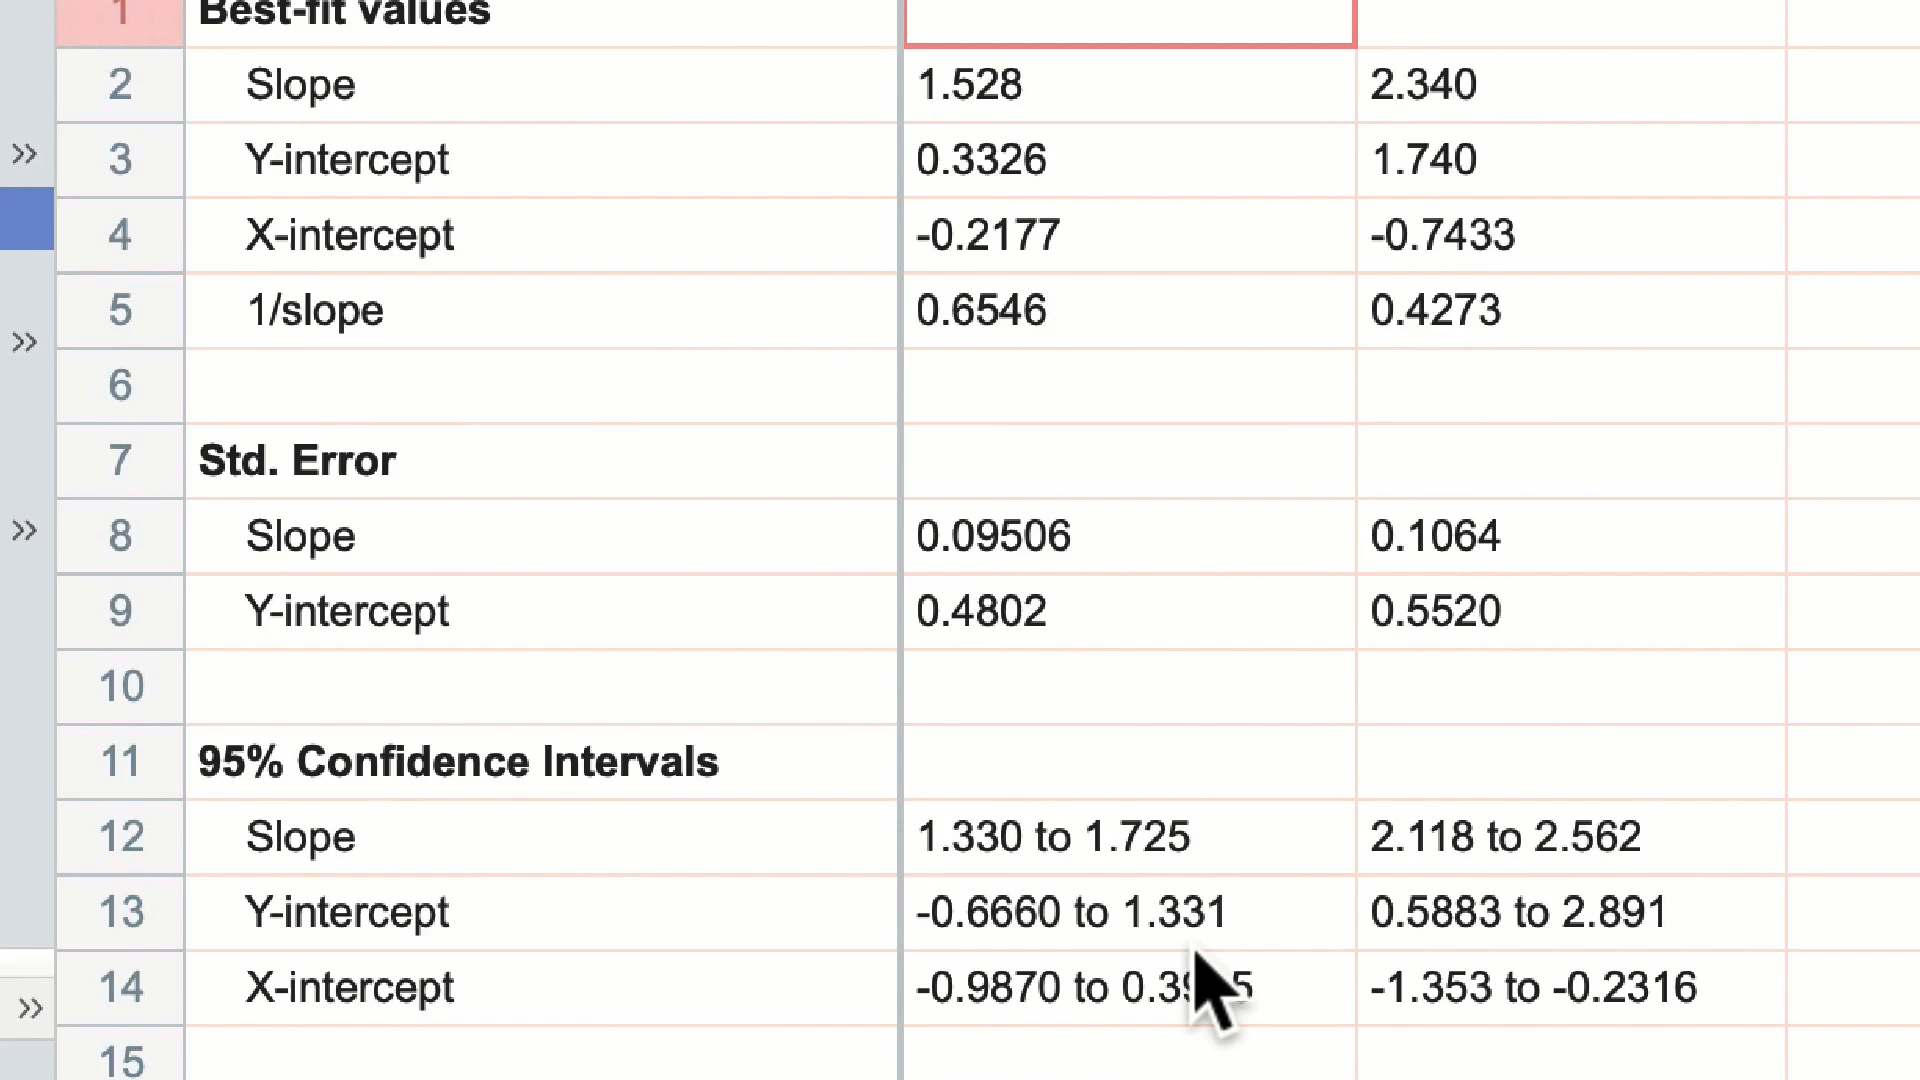 1 Best-fit values
2 Slope 1.528 2.340
3 Y-intercept 0.3326 1.740
4 X-intercept -0.2177 -0.7433
5 1/slope 0.6546 0.4273
6
7 Std. Error
8 Slope 0.09506 0.1064
9 Y-intercept 0.4802 0.5520
10
11 95% Confidence Intervals
12 Slope 1.330 to 1.725 2.118 to 2.562
13 Y-intercept -0.6660 to 1.331 0.5883 to 2.891
14 X-intercept -0.9870 to -1.353 to -0.2316
15